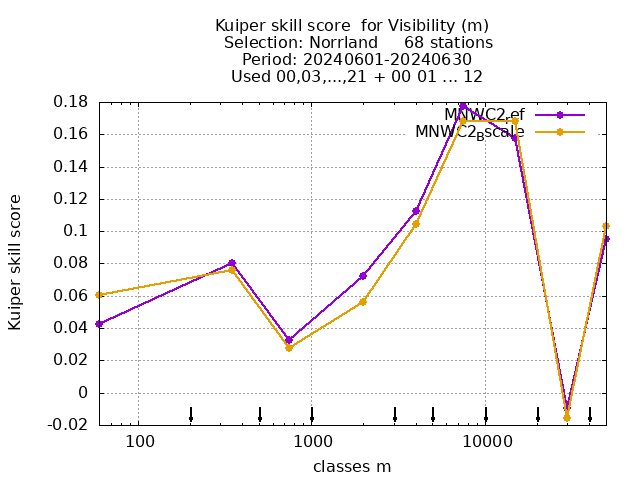 Kuiper skill score  for Visibility (m)
Selection: Norrland     68 stations
Period: 20240601-20240630
Used 00,03,...,21 + 00 01 ... 12
0.18
0.16
0.14
0.12
0.1
0.08
0.06
0.04
0.02
0
-0.02
Kuiper skill score
MNWC2ref
MNWC2Bscale
100
1000
10000
classes m